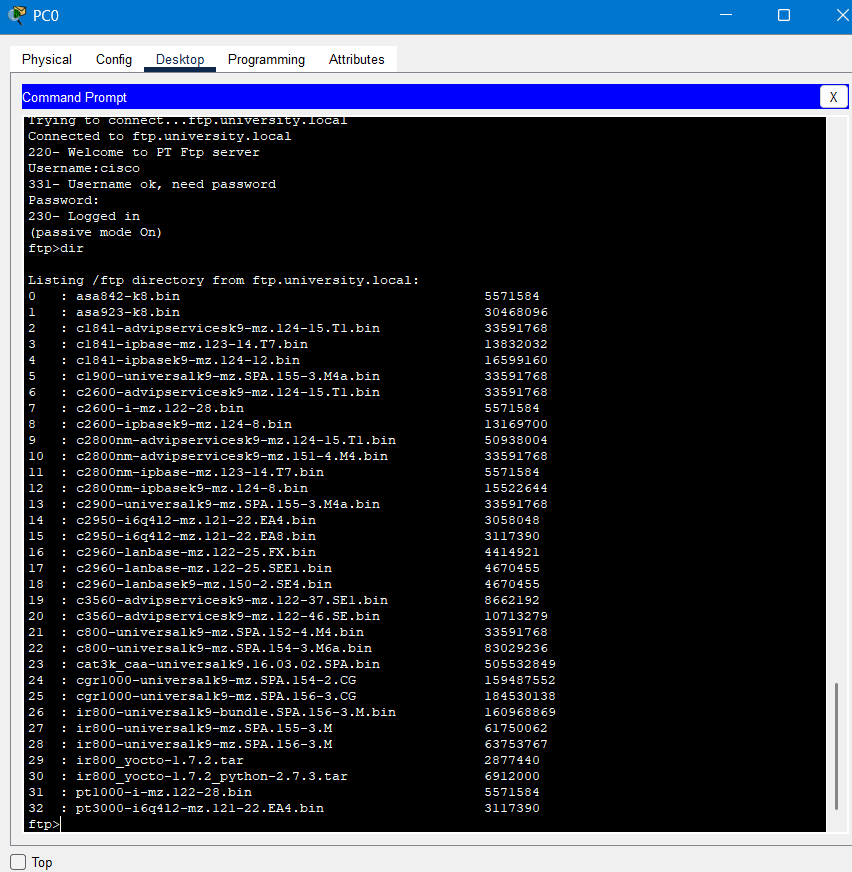 PC0
Physical Config Desktop Programming Attributes
Command Prompt X
Trying to connect...ftp.university.local
Connected to ftp.university.local
220- Welcome to PT Ftp server
Username:cisco
331- Username ok, need password
Password:
230- Logged in
(passive mode On)
ftp>dir
Listing /ftp directory from ftp.university.local:
0 : asa842-k8.bin 5571584
1 : asa923-k8.bin 30468096
2 : c1841-advipservicesk9-mz.124-15.T1.bin 33591768
3 : c1841-ipbase-mz.123-14.T7.bin 13832032
4 : c1841-ipbasek9-mz.124-12.bin 16599160
5 : c1900-universalk9-mz.SPA.155-3.M4a.bin 33591768
6 : c2600-advipservicesk9-mz.124-15.T1.bin 33591768
7 : c2600-i-mz.122-28.bin 5571584
8 : c2600-ipbasek9-mz.124-8.bin 13169700
9 : c2800nm-advipservicesk9-mz.124-15.T1.bin 50938004
10 : c2800nm-advipservicesk9-mz.151-4.M4.bin 33591768
11 : c2800nm-ipbase-mz.123-14.T7.bin 5571584
12 : c2800nm-ipbasek9-mz.124-8.bin 15522644
13 : c2900-universalk9-mz.SPA.155-3.M4a.bin 33591768
14 : c2950-i6q4l2-mz.121-22.EA4.bin 3058048
15 : c2950-i6q4l2-mz.121-22.EA8.bin 3117390
16 : c2960-lanbase-mz.122-25.FX.bin 4414921
17 : c2960-lanbase-mz.122-25.SEE1.bin 4670455
18 : c2960-lanbasek9-mz.150-2.SE4.bin 4670455
19 : c3560-advipservicesk9-mz.122-37.SE1.bin 8662192
20 : c3560-advipservicesk9-mz.122-46.SE.bin 10713279
21 : c800-universalk9-mz.SPA.152-4.M4.bin 33591768
22 : c800-universalk9-mz.SPA.154-3.M6a.bin 83029236
23 : cat3k_caa-universalk9.16.03.02.SPA.bin 505532849
24 : cgr1000-universalk9-mz.SPA.154-2.CG 159487552
25 : cgr1000-universalk9-mz.SPA.156-3.CG 184530138
26 : ir800-universalk9-bundle.SPA.156-3.M.bin 160968869
27 : ir800-universalk9-mz.SPA.155-3.M 61750062
28 : ir800-universalk9-mz.SPA.156-3.M 63753767
29 : ir800_yocto-1.7.2.tar 2877440
30 : ir800_yocto-1.7.2_python-2.7.3.tar 6912000
31 : pt1000-i-mz.122-28.bin 5571584
32 : pt3000-i6q4l2-mz.121-22.EA4.bin 3117390
ftp>
Top